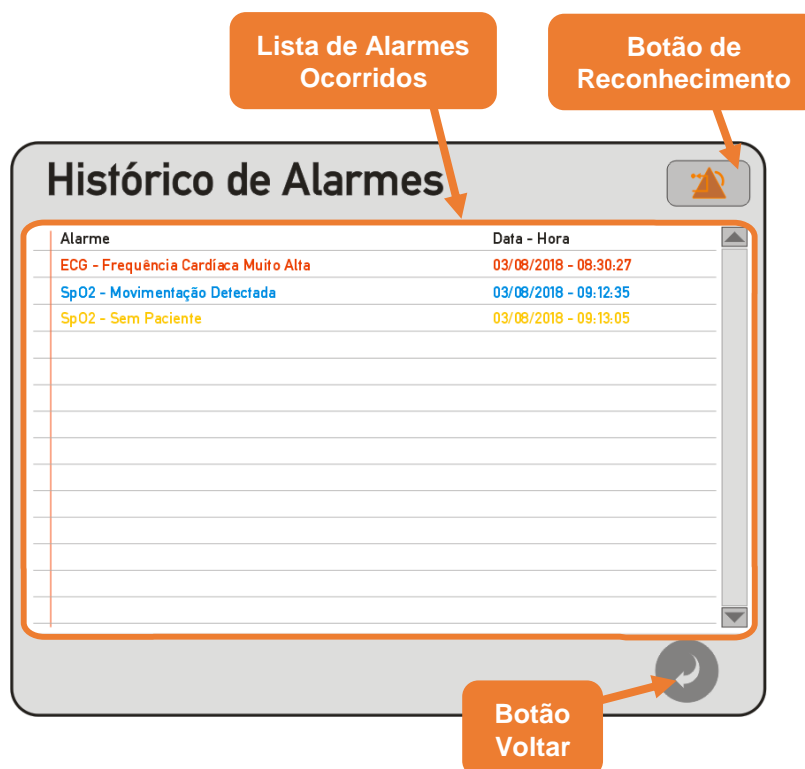 Lista de Alarmes
Ocorridos
Botão de
Reconhecimento
Histórico de Alarmes
Alarme Data - Hora
ECG - Frequência Cardíaca Muito Alta 03/08/2018 - 08:30:27
SpO2 - Movimentação Detectada 03/08/2018 - 09:12:35
SpO2 - Sem Paciente 03/08/2018 - 09:13:05
Botão
Voltar